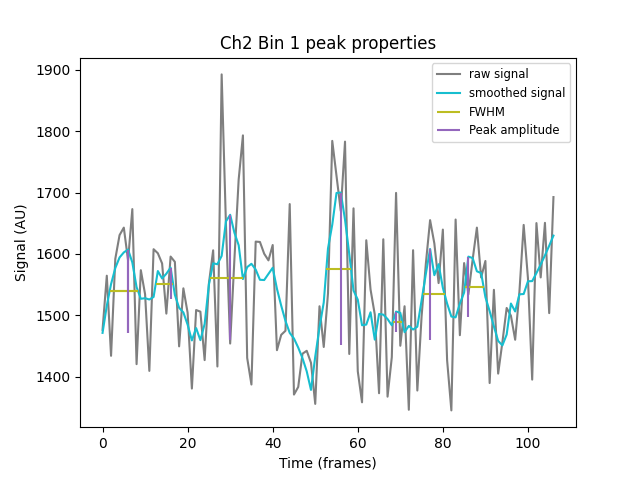 Ch2 Bin 1 peak properties
raw signal
smoothed signal
FWHM
Peak amplitude
Signal (AU)
1900
1800
1700
1600
1500
1400
0 20 40 60 80 100
Time (frames)